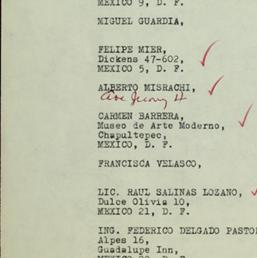 MEXICO 9, D. F.
MIGUEL GUARDIA,
FELIPE MIER,
Dickens 47-602,
MEXICO 5, D. F.
ALBERTO MISRACHI,
CARMEN BARRERA,
Museo de Arte Moderno,
Chapultepec,
MEXICO, D. F.
FRANCISCA VELASCO,
LIC. RAUL SALINAS LOZANO,
Dulce Olivia 10,
MEXICO 21, D. F.
ING. FEDERICO DELGADO PASTO
Alpes 16,
Guadalupe Inn,